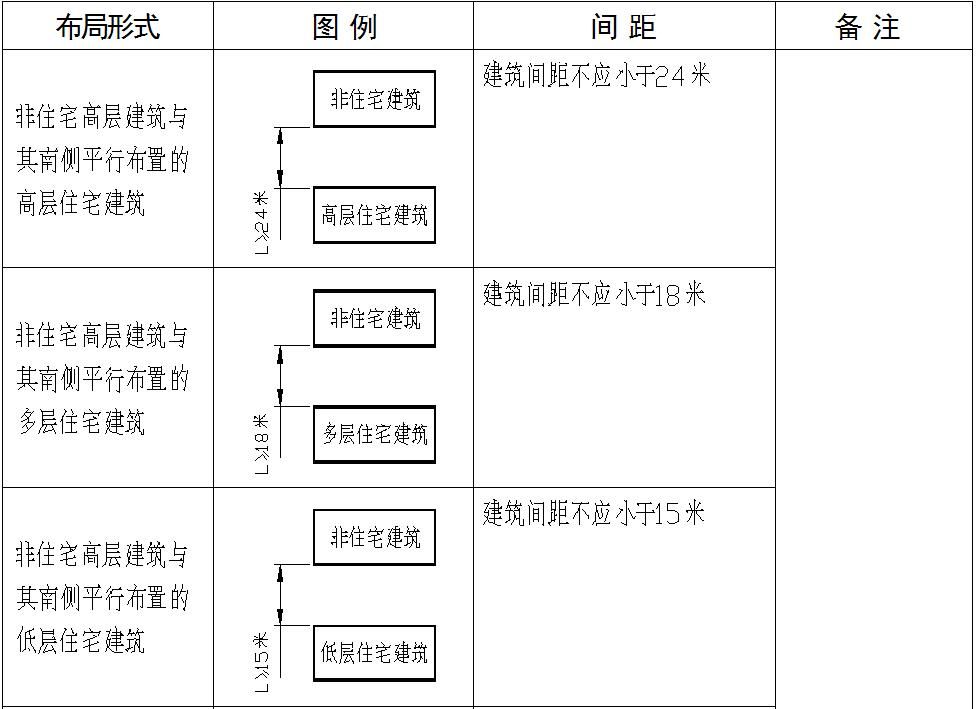 布局形式 图例 间距 备注
非住宅高层建筑与
其南侧平行布置的
高层住宅建筑
非住宅建筑
L≥24米
高层住宅建筑
建筑间距不应小于24米
非住宅高层建筑与
其南侧平行布置的
多层住宅建筑
非住宅建筑
L≥18米
多层住宅建筑
建筑间距不应小于18米
非住宅高层建筑与
其南侧平行布置的
低层住宅建筑
非住宅建筑
L≥15米
低层住宅建筑
建筑间距不应小于15米